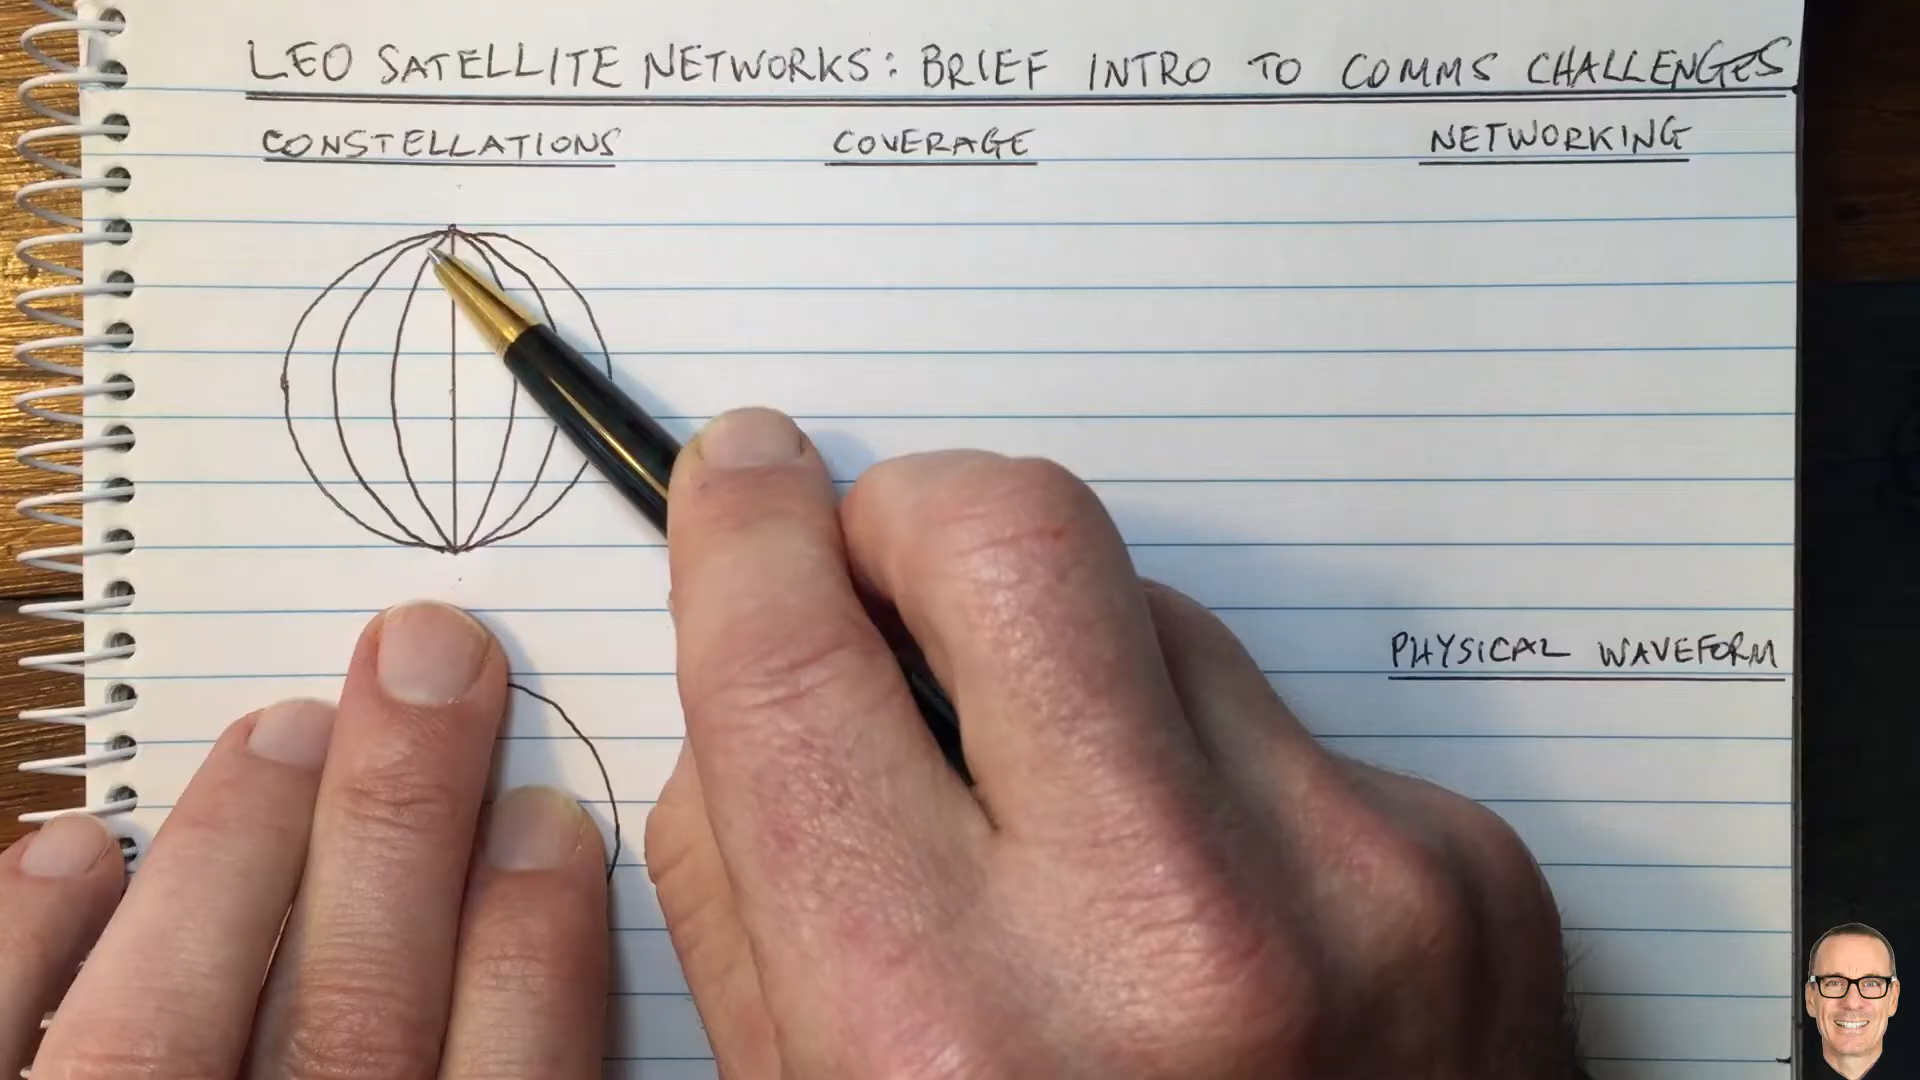 LEO SATELLITE NETWORKS: BRIEF INTRO TO COMMS CHALLENGES
CONSTELLATIONS
COVERAGE
NETWORKING
PHYSICAL WAVEFORM